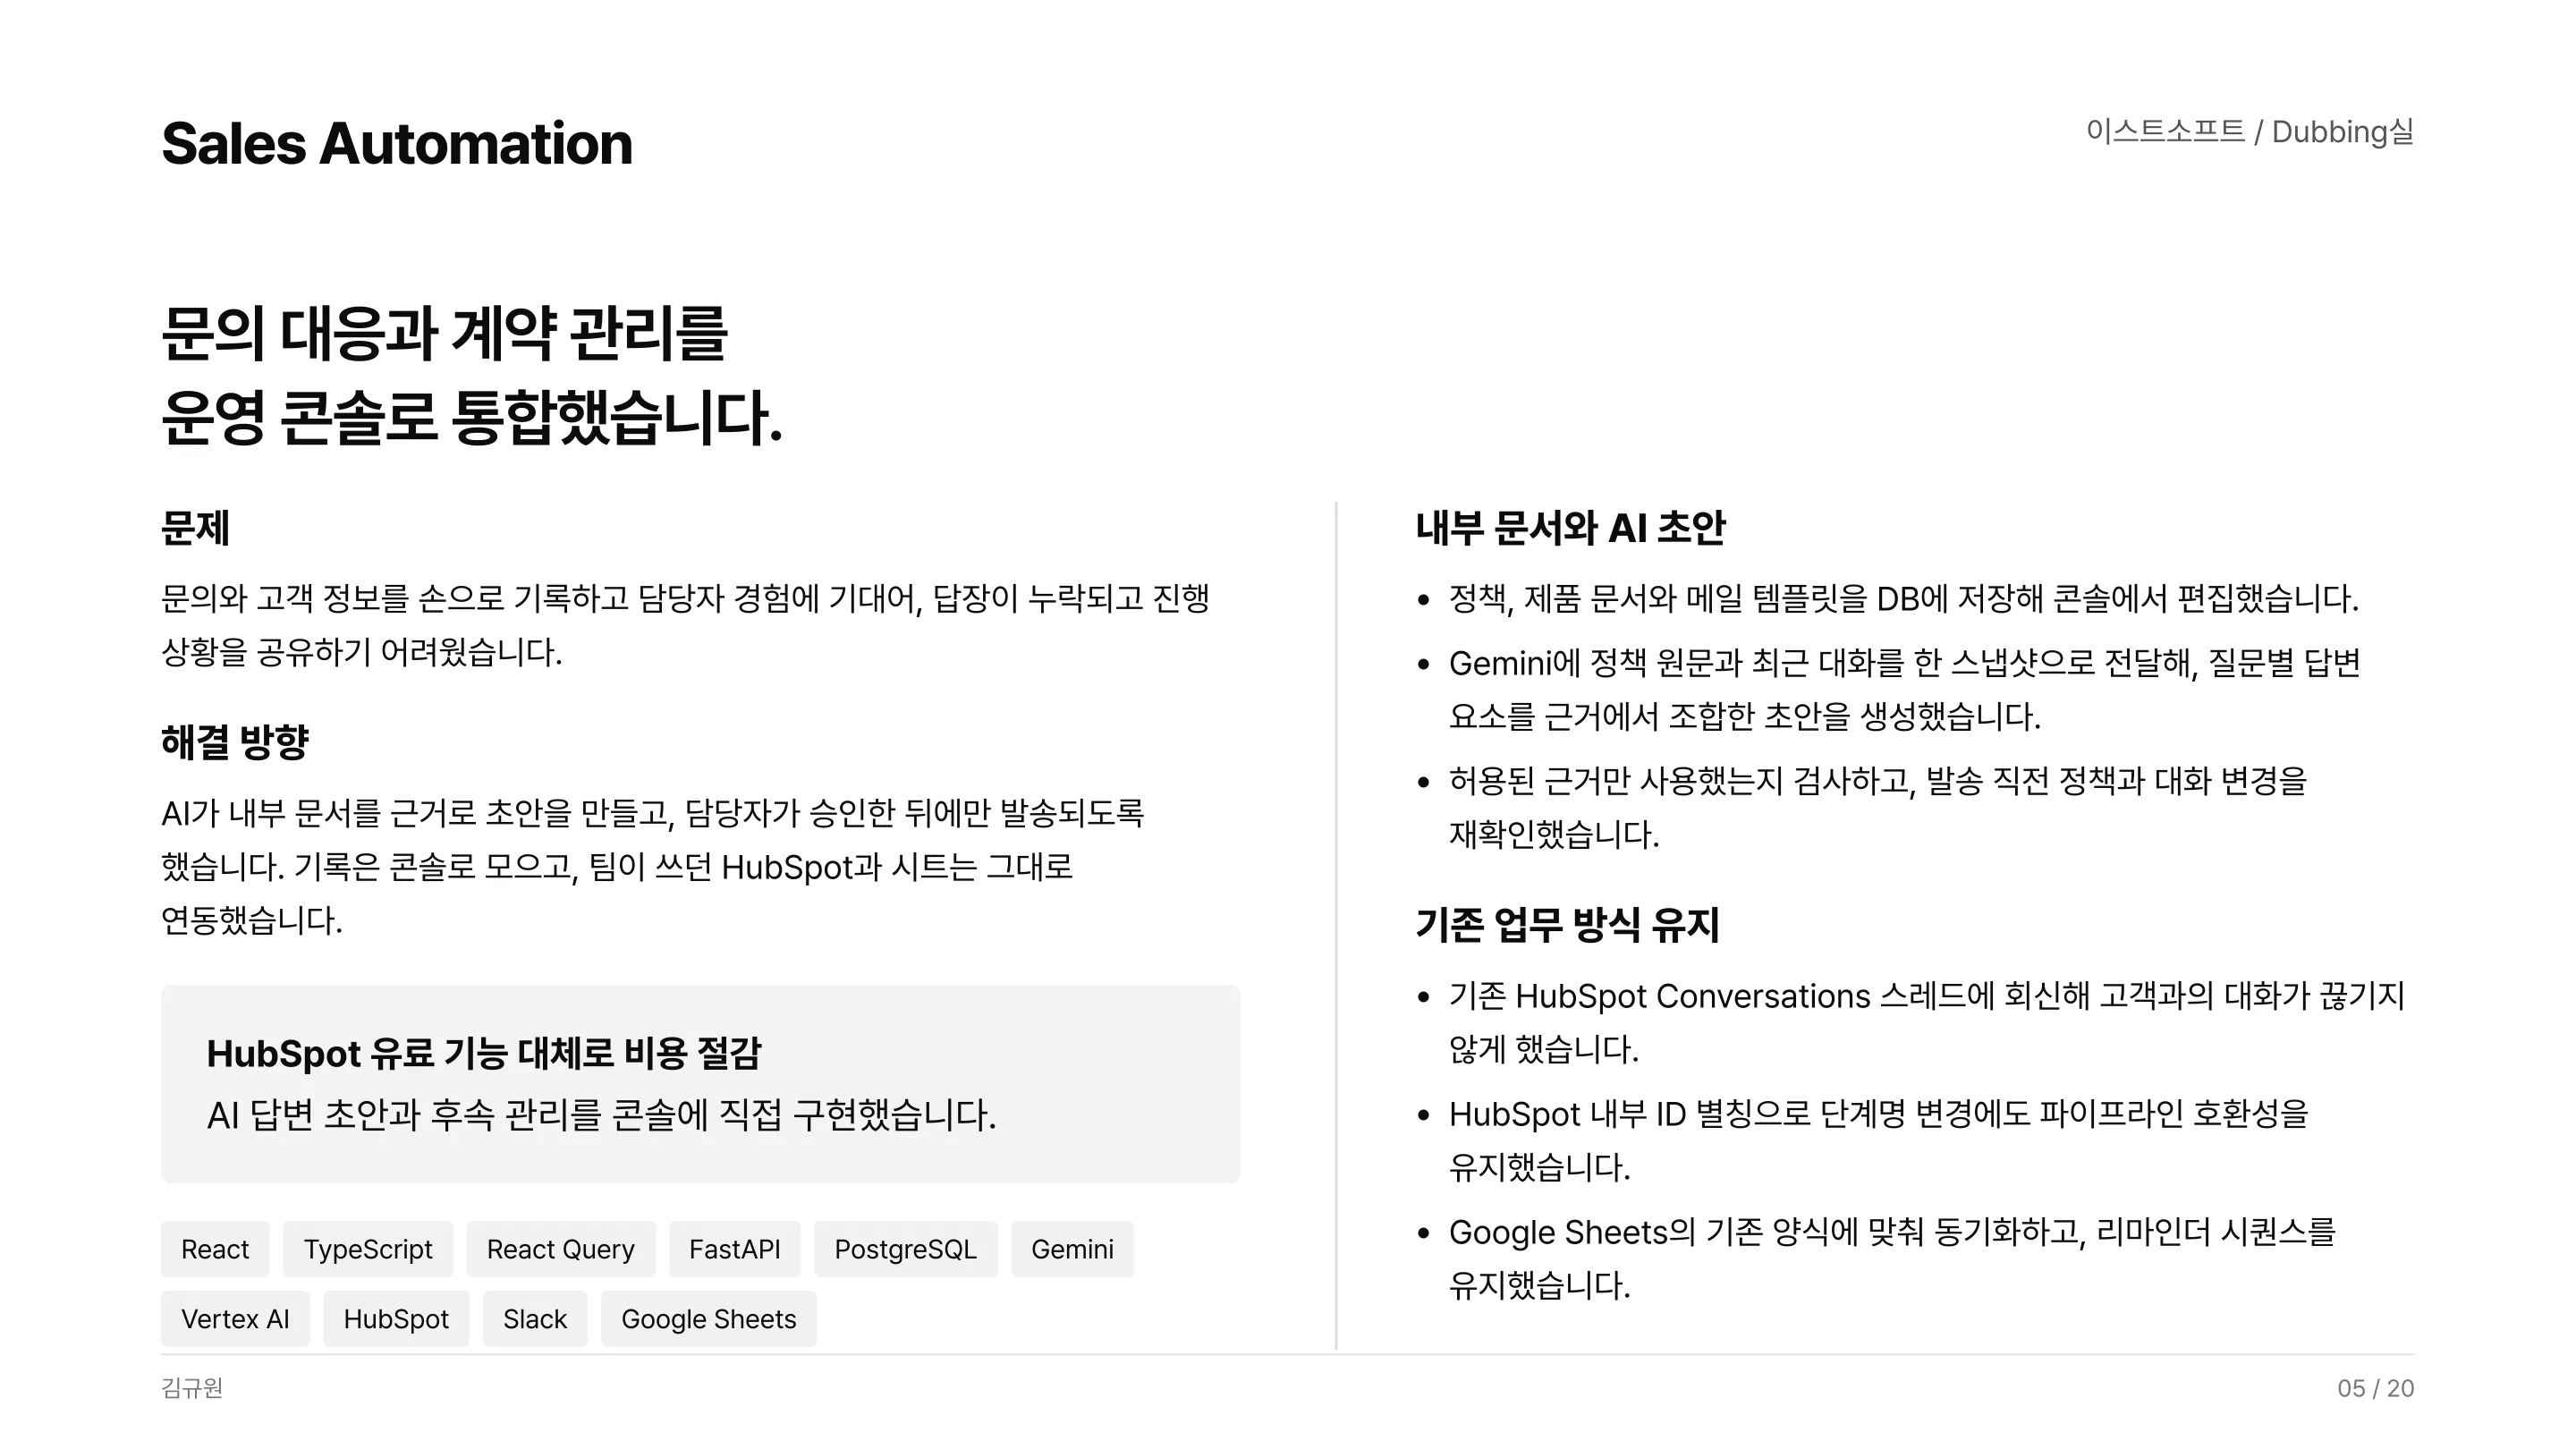 Sales Automation
이스트소프트 / Dubbing실
문의 대응과 계약 관리를
운영 콘솔로 통합했습니다.
문제
문의와 고객 정보를 손으로 기록하고 담당자 경험에 기대어, 답장이 누락되고 진행
상황을 공유하기 어려웠습니다.
해결 방향
AI가 내부 문서를 근거로 초안을 만들고, 담당자가 승인한 뒤에만 발송되도록
했습니다. 기록은 콘솔로 모으고, 팀이 쓰던 HubSpot과 시트는 그대로
연동했습니다.
HubSpot 유료 기능 대체로 비용 절감
AI 답변 초안과 후속 관리를 콘솔에 직접 구현했습니다.
React TypeScript React Query FastAPI PostgreSQL Gemini
Vertex AI HubSpot Slack Google Sheets
내부 문서와 AI 초안
• 정책, 제품 문서와 메일 템플릿을 DB에 저장해 콘솔에서 편집했습니다.
• Gemini에 정책 원문과 최근 대화를 한 스냅샷으로 전달해, 질문별 답변
요소를 근거에서 조합한 초안을 생성했습니다.
• 허용된 근거만 사용했는지 검사하고, 발송 직전 정책과 대화 변경을
재확인했습니다.
기존 업무 방식 유지
• 기존 HubSpot Conversations 스레드에 회신해 고객과의 대화가 끊기지
않게 했습니다.
• HubSpot 내부 ID 별칭으로 단계명 변경에도 파이프라인 호환성을
유지했습니다.
• Google Sheets의 기존 양식에 맞춰 동기화하고, 리마인더 시퀀스를
유지했습니다.
김규원
05 / 20